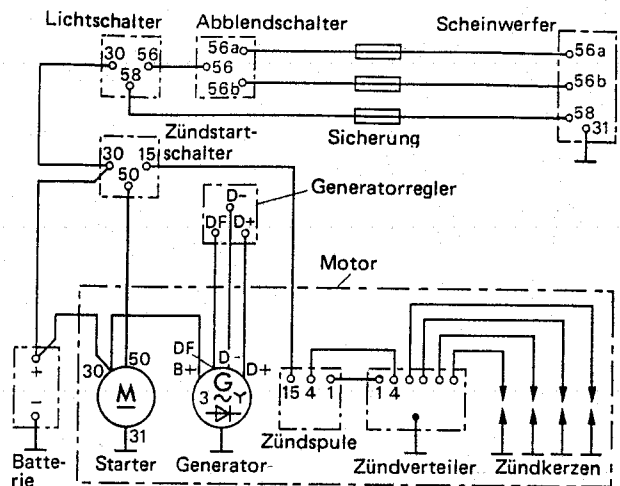 Lichtschalter Abblendschalter Scheinwerfer
30 56 56a 56a
58 56
56b 56b
58
31
Sicherung
Zündstart-
schalter
30 15
50
Generatorregler
D-
DF D+
Motor
50
30
DF D- D+
B+
+
-
M
G
3 ~ Y
15 4 1 1 4
31
Zündspule
Batte-
rie
Starter Generator Zündverteiler Zündkerzen